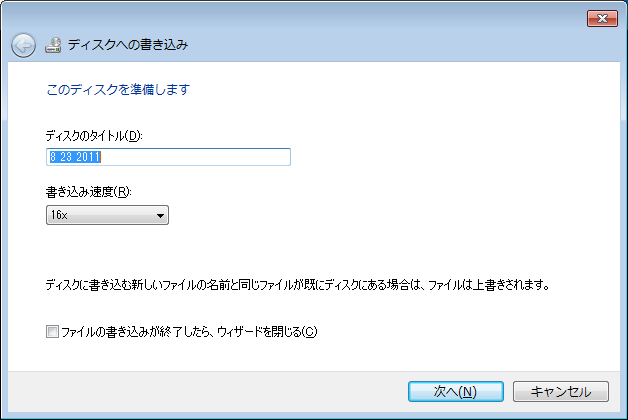 ディスクへの書き込み
このディスクを準備します
ディスクのタイトル(D):
8 23 2011
書き込み速度(R):
16x
ディスクに書き込む新しいファイルの名前と同じファイルが既にディスクにある場合は、ファイルは上書きされます。
ファイルの書き込みが終了したら、ウィザードを閉じる(C)
次へ(N)
キャンセル